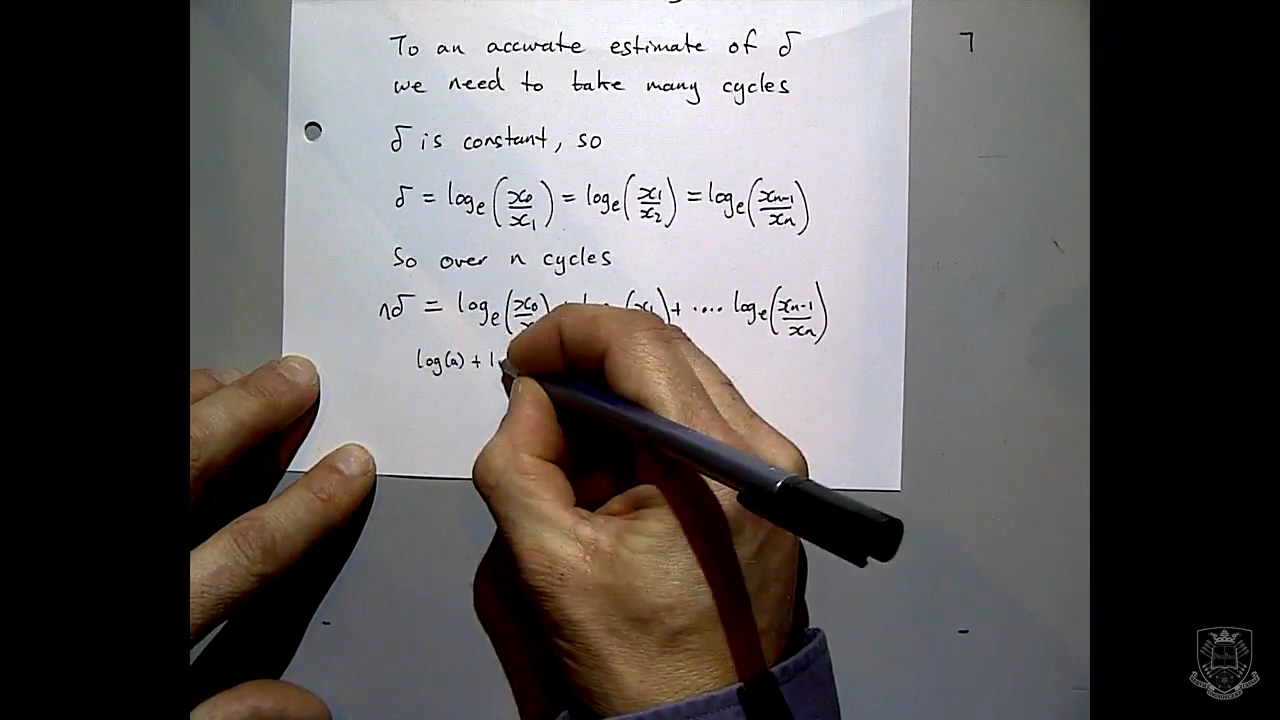 To an accurate estimate of δ
7
we need to take many cycles
δ is constant, so
δ = logₑ(x₀/x₁) = logₑ(x₁/x₂) = logₑ(xₙ₋₁/xₙ)
So over n cycles
nδ = logₑ(x₀/ + .... logₑ(xₙ₋₁/xₙ)
log(a) +